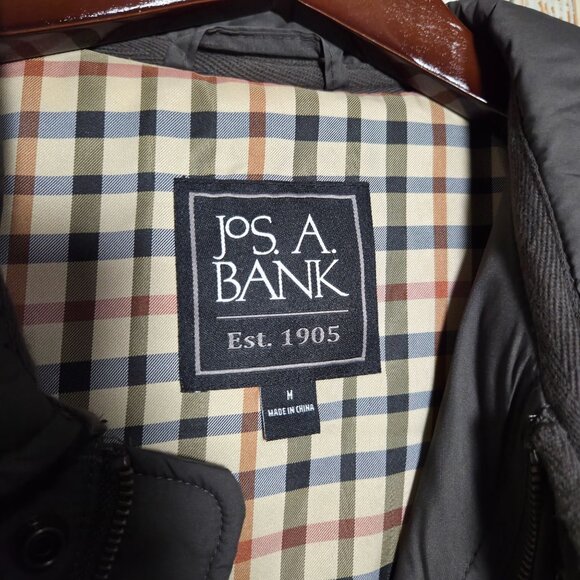 JoS. A.
BANK
Est. 1905
M
MADE IN CHINA